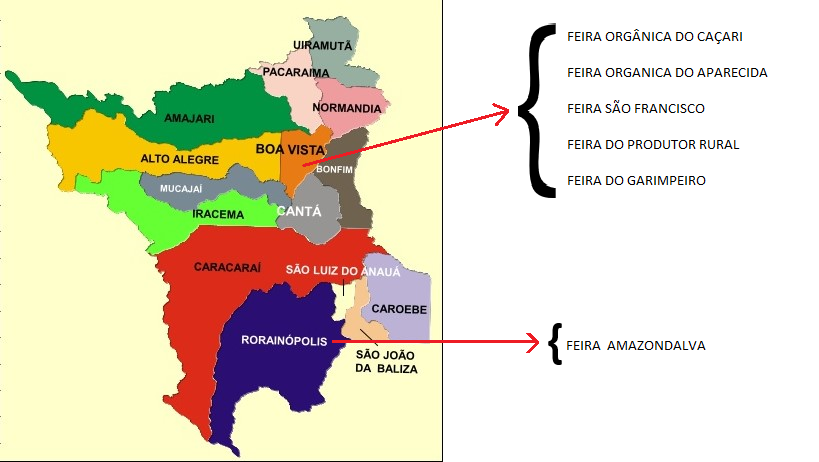 UIRAMUTÃ
PACARAIMA
NORMANDIA
AMAJARI
BOA VISTA
ALTO ALEGRE
BONFIM
MUCAJAÍ
CANTÁ
IRACEMA
CARACARAÍ
SÃO LUIZ DO ANAUÁ
CAROEBE
RORAINÓPOLIS
SÃO JOÃO
DA BALIZA
FEIRA ORGÂNICA DO CAÇARI
FEIRA ORGANICA DO APARECIDA
FEIRA SÃO FRANCISCO
FEIRA DO PRODUTOR RURAL
FEIRA DO GARIMPEIRO
FEIRA AMAZONDALVA